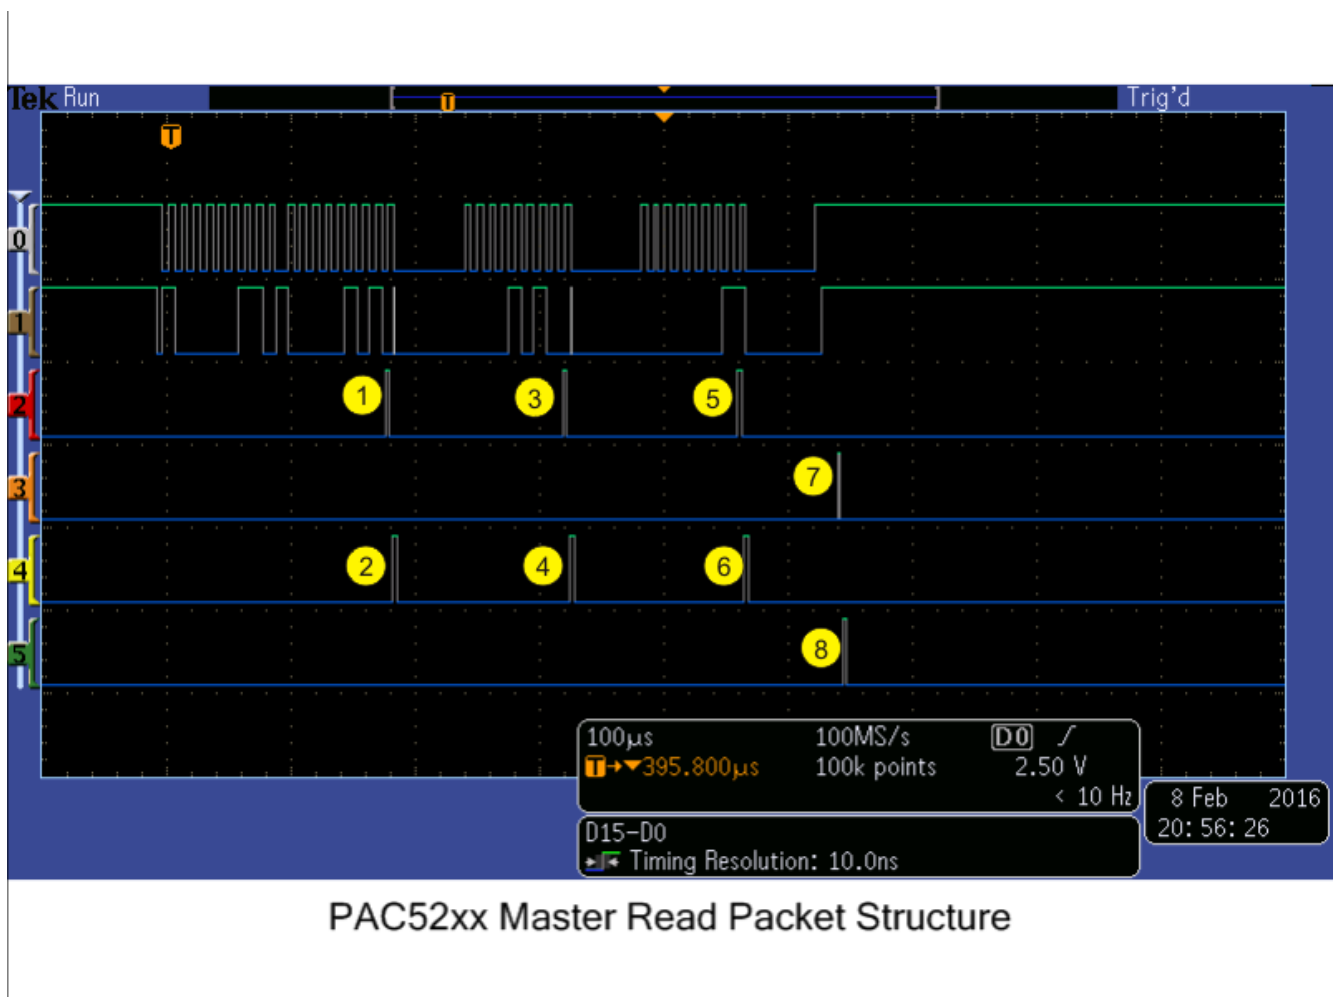 Tek Run Trig'd
T
T
0
1
1
3
5
2
7
3
2
4
6
4
8
5
100µs 100MS/s D0
T→▼395.800µs 100k points 2.50 V
< 10 Hz
8 Feb 2016
20:56:26
D15-D0
Timing Resolution: 10.0ns
PAC52xx Master Read Packet Structure